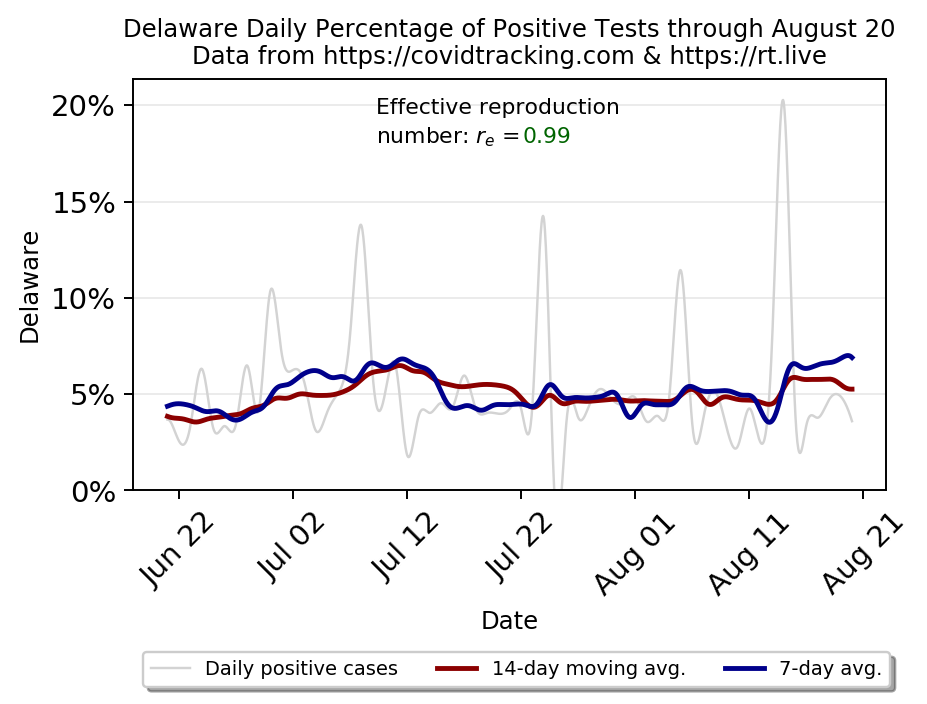 Delaware Daily Percentage of Positive Tests through August 20
Data from https://covidtracking.com & https://rt.live
Effective reproduction
number: rₑ = 0.99
20%
15%
10%
5%
0%
Delaware
Jun 22
Jul 02
Jul 12
Jul 22
Aug 01
Aug 11
Aug 21
Date
Daily positive cases
14-day moving avg.
7-day avg.